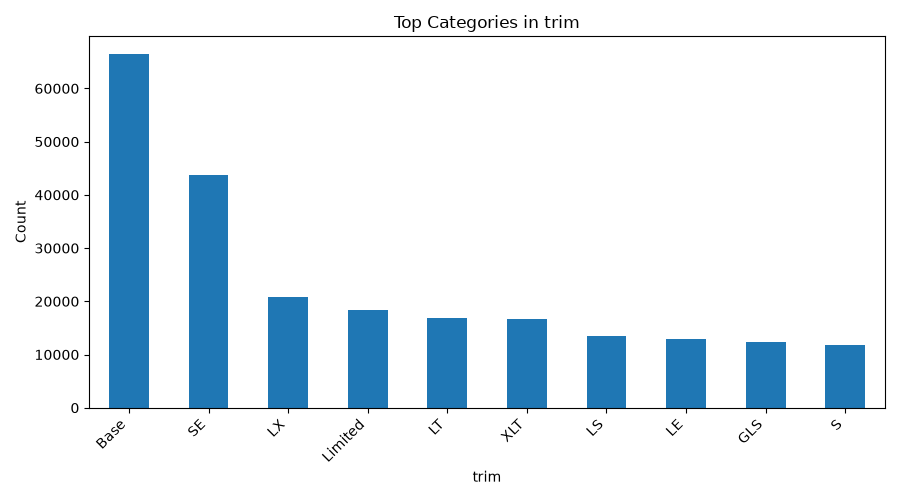 Top Categories in trim
60000
50000
40000
30000
20000
10000
0
Count
Base
SE
LX
Limited
LT
XLT
LS
LE
GLS
S
trim